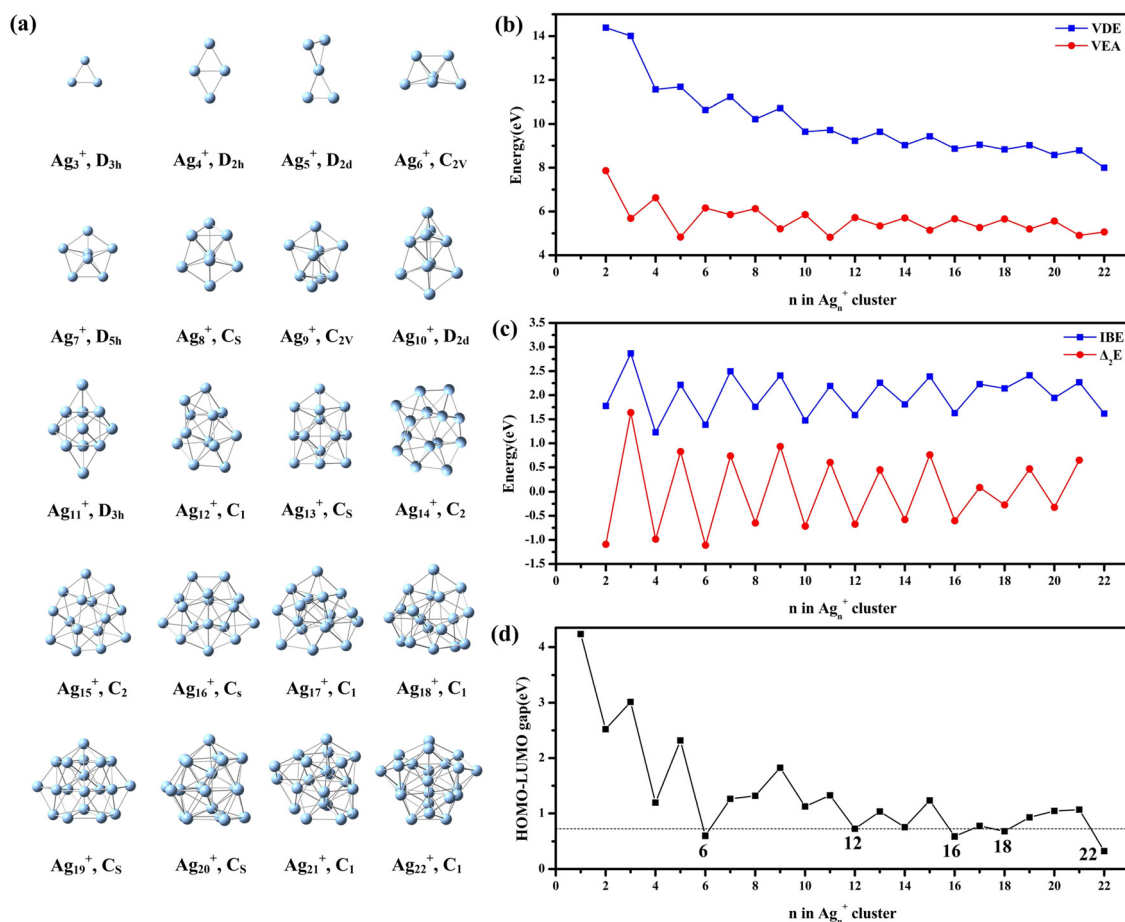 (a)
Ag3+, D3h
Ag4+, D2h
Ag5+, D2d
Ag6+, C2V
Ag7+, D5h
Ag8+, CS
Ag9+, C2V
Ag10+, D2d
Ag11+, D3h
Ag12+, C1
Ag13+, CS
Ag14+, C2
Ag15+, C2
Ag16+, Cs
Ag17+, C1
Ag18+, C1
Ag19+, CS
Ag20+, CS
Ag21+, C1
Ag22+, C1
(b)
VDE
VEA
Energy(eV)
14
12
10
8
6
4
0 2 4 6 8 10 12 14 16 18 20 22
n in Agn+ cluster
(c)
IBE
Δ2E
Energy(eV)
3.5
3.0
2.5
2.0
1.5
1.0
0.5
0.0
-0.5
-1.0
-1.5
0 2 4 6 8 10 12 14 16 18 20 22
n in Agn+ cluster
(d)
HOMO-LUMO gap(eV)
4
3
2
1
0
6
12
16
18
22
0 2 4 6 8 10 12 14 16 18 20 22
n in Agn+ cluster